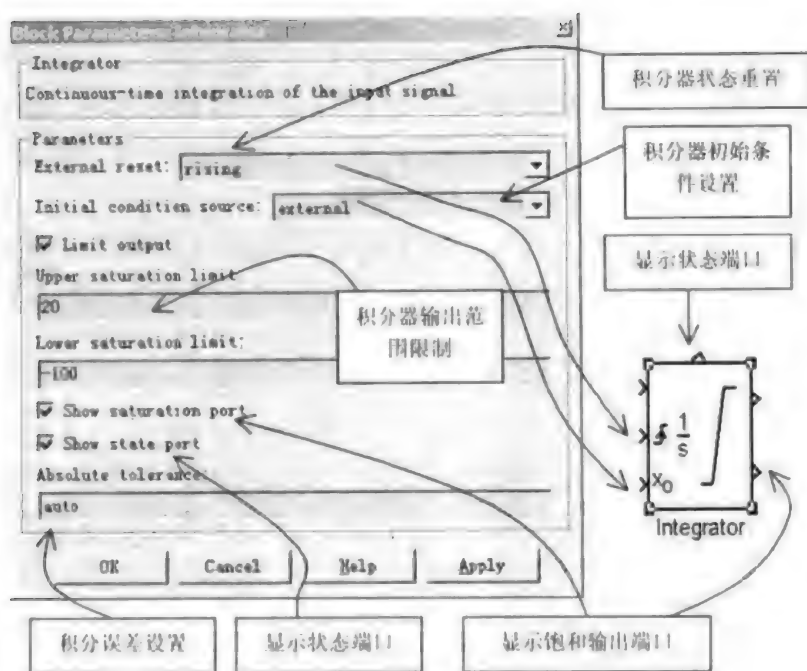 Block Parameters: Integrator
Integrator
Continuous-time integration of the input signal
积分器状态重置
Parameters
External reset: rising
积分器初始条
件设置
Initial condition source: external
Limit output
显示状态端口
Upper saturation limit
20
积分器输出范
围限制
Lower saturation limit:
-100
Show saturation port
Show state port
1
s
x0
Absolute tolerance:
auto
Integrator
OK
Cancel
Help
Apply
积分误差设置
显示状态端口
显示饱和输出端口